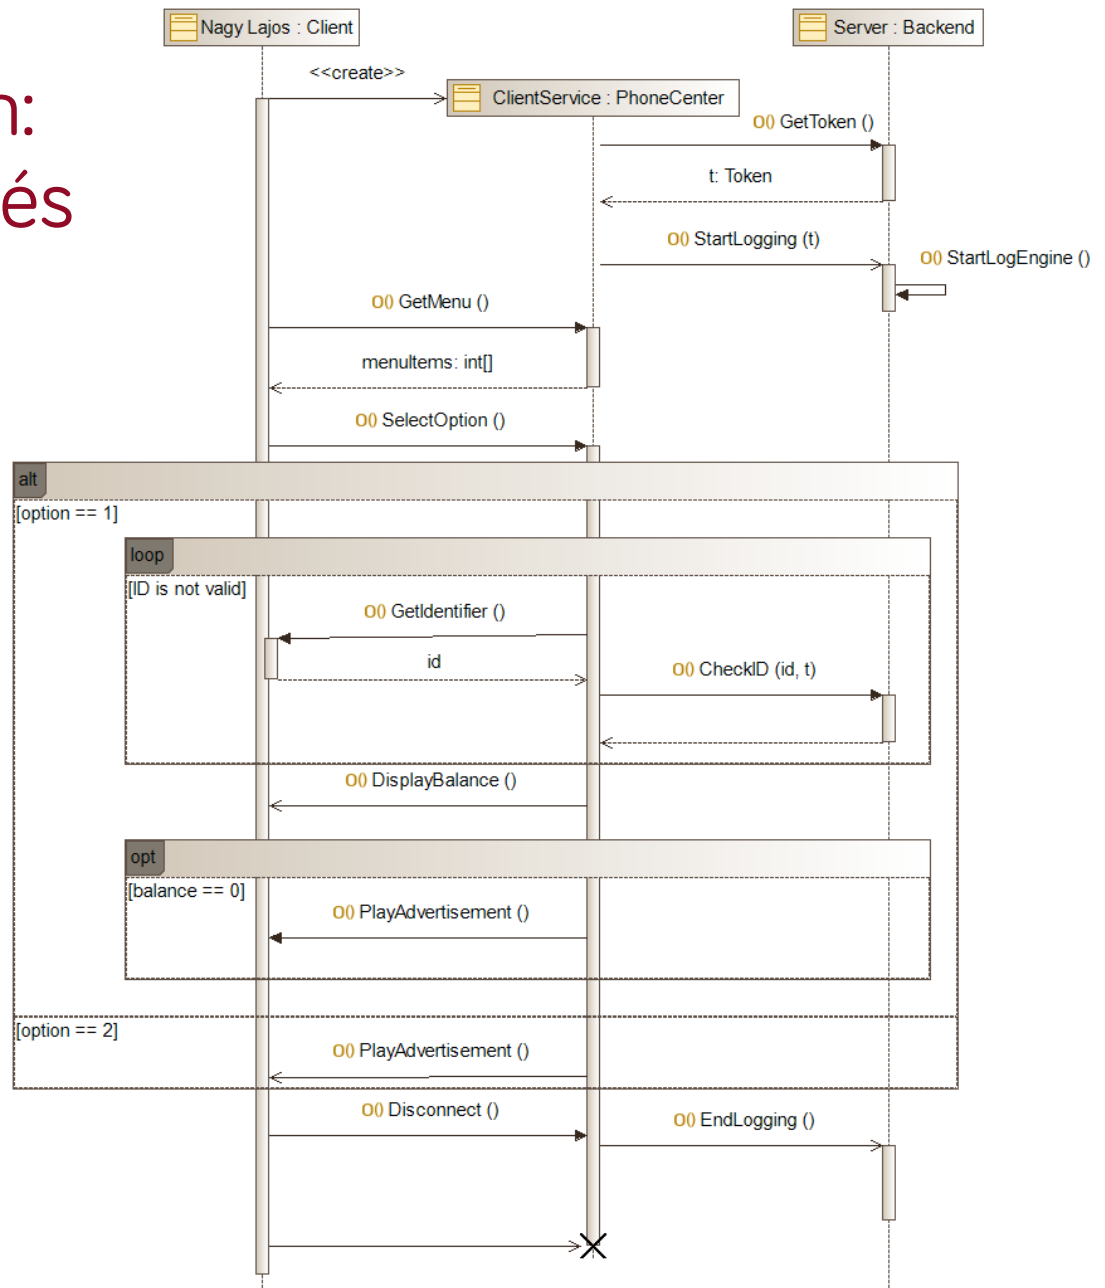 Nagy Lajos : Client
Server : Backend
<<create>>
ClientService : PhoneCenter
n:
és
O() GetToken ()
t: Token
O() StartLogging (t)
O() StartLogEngine ()
O() GetMenu ()
menuItems: int[]
O() SelectOption ()
alt
[option == 1]
loop
[ID is not valid]
O() GetIdentifier ()
id
O() CheckID (id, t)
O() DisplayBalance ()
opt
[balance == 0]
O() PlayAdvertisement ()
[option == 2]
O() PlayAdvertisement ()
O() Disconnect ()
O() EndLogging ()